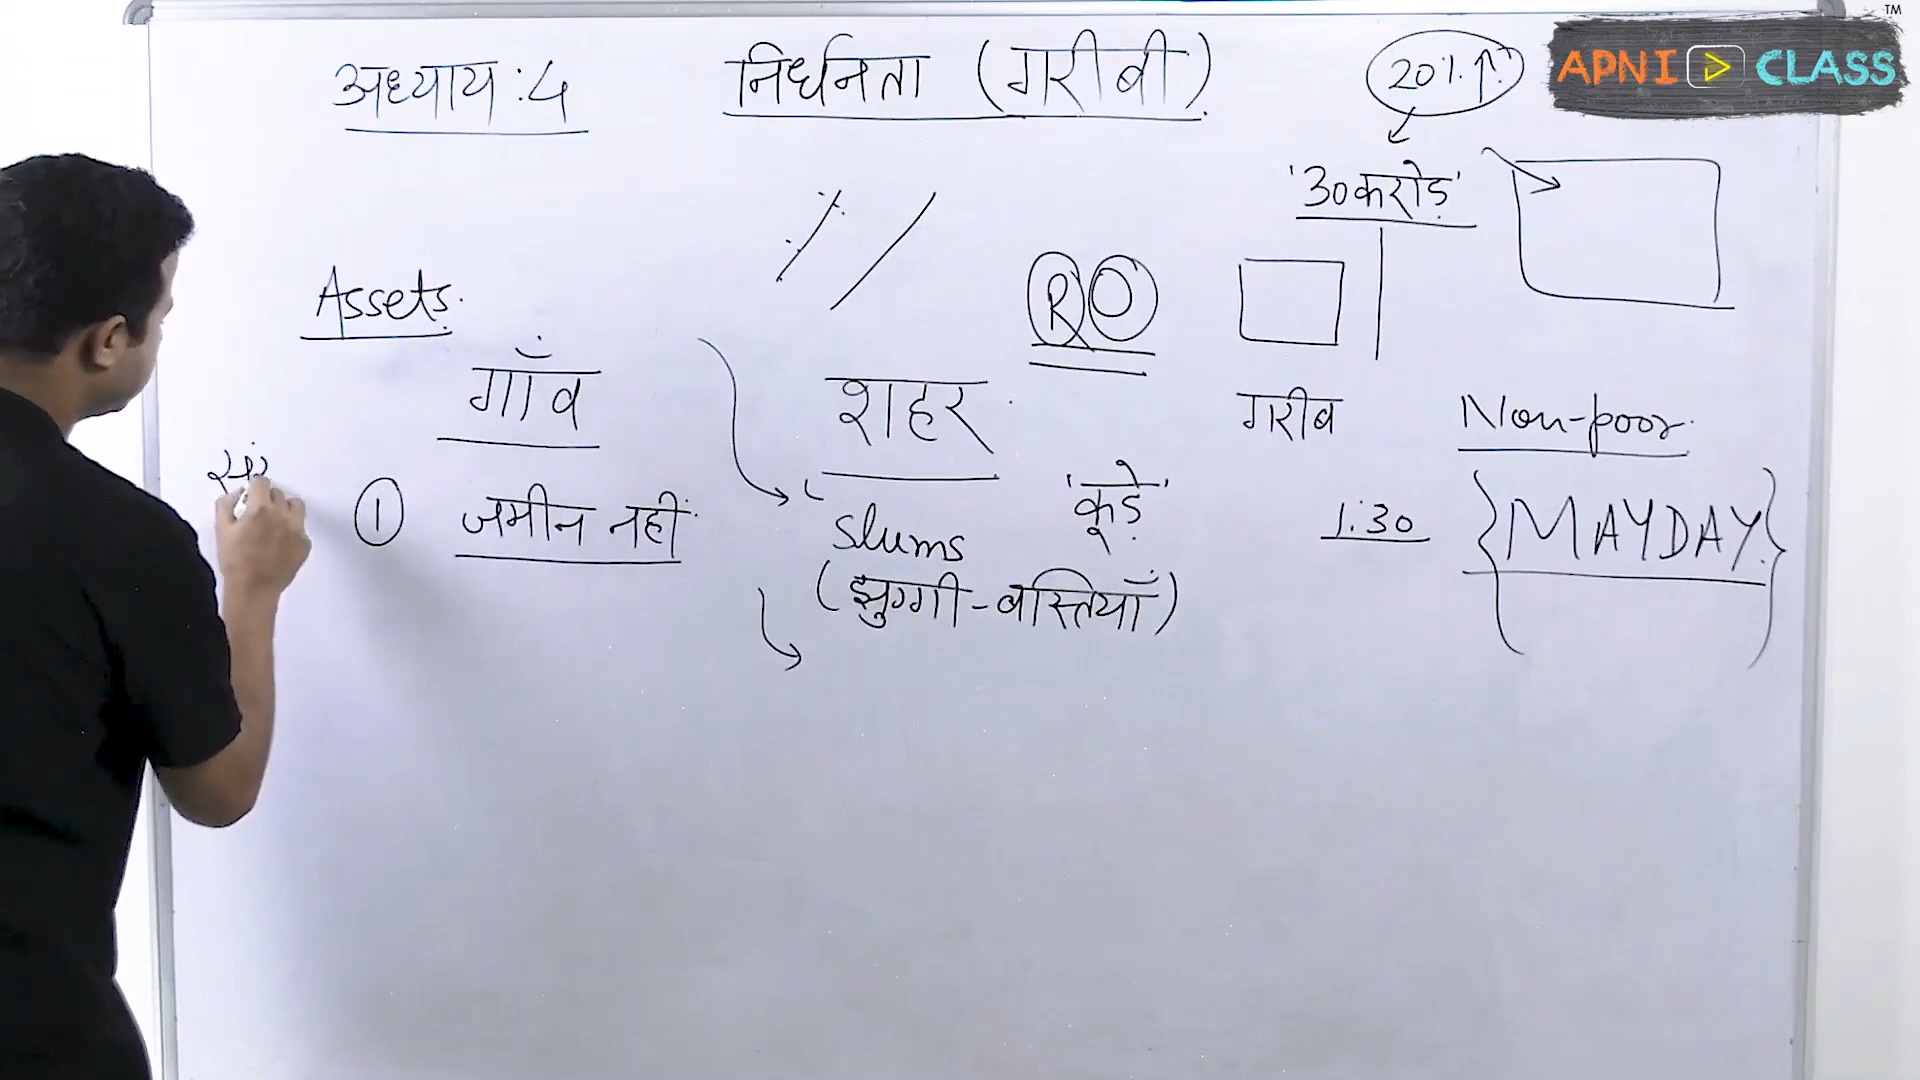 अध्याय :4
निर्धनता (गरीबी)
20%↑
APNI CLASS
TM
'30करोड़'
Assets.
RO
गाँव
शहर
गरीब
Non-poor.
1:30
{MAYDAY.}
① जमीन नहीं
slums
'कूड़े'
(झुग्गी-बस्तियाँ)